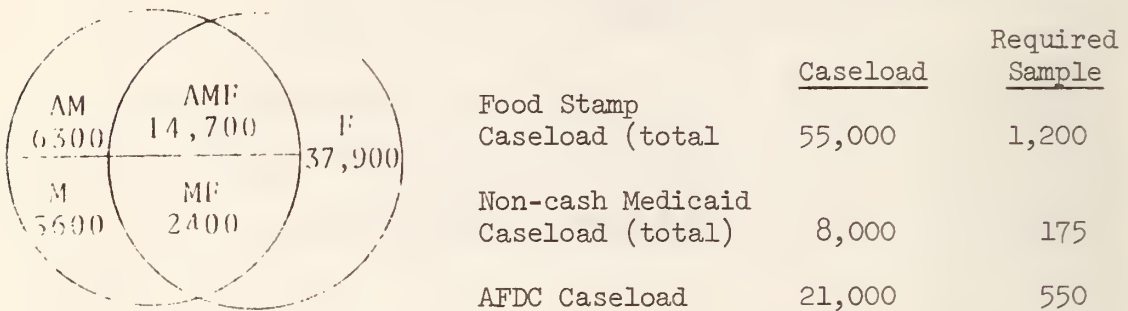 AM
6300
AMF
14,700
F
37,900
M
5600
MF
2400
Required
Caseload Sample
Food Stamp
Caseload (total 55,000 1,200
Non-cash Medicaid
Caseload (total) 8,000 175
AFDC Caseload 21,000 550